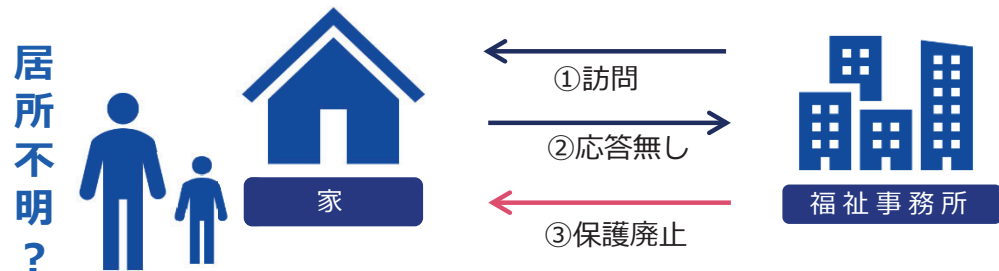 居所不明?
①訪問
②応答無し
③保護廃止
家
福祉事務所